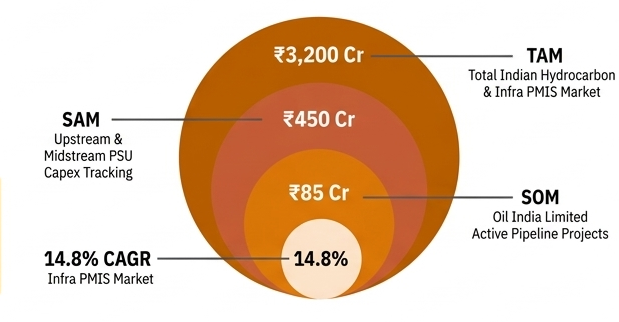 ₹3,200 Cr
TAM
Total Indian Hydrocarbon
& Infra PMIS Market
SAM
Upstream &
Midstream PSU
Capex Tracking
₹450 Cr
₹85 Cr
SOM
Oil India Limited
Active Pipeline Projects
14.8% CAGR
Infra PMIS Market
14.8%